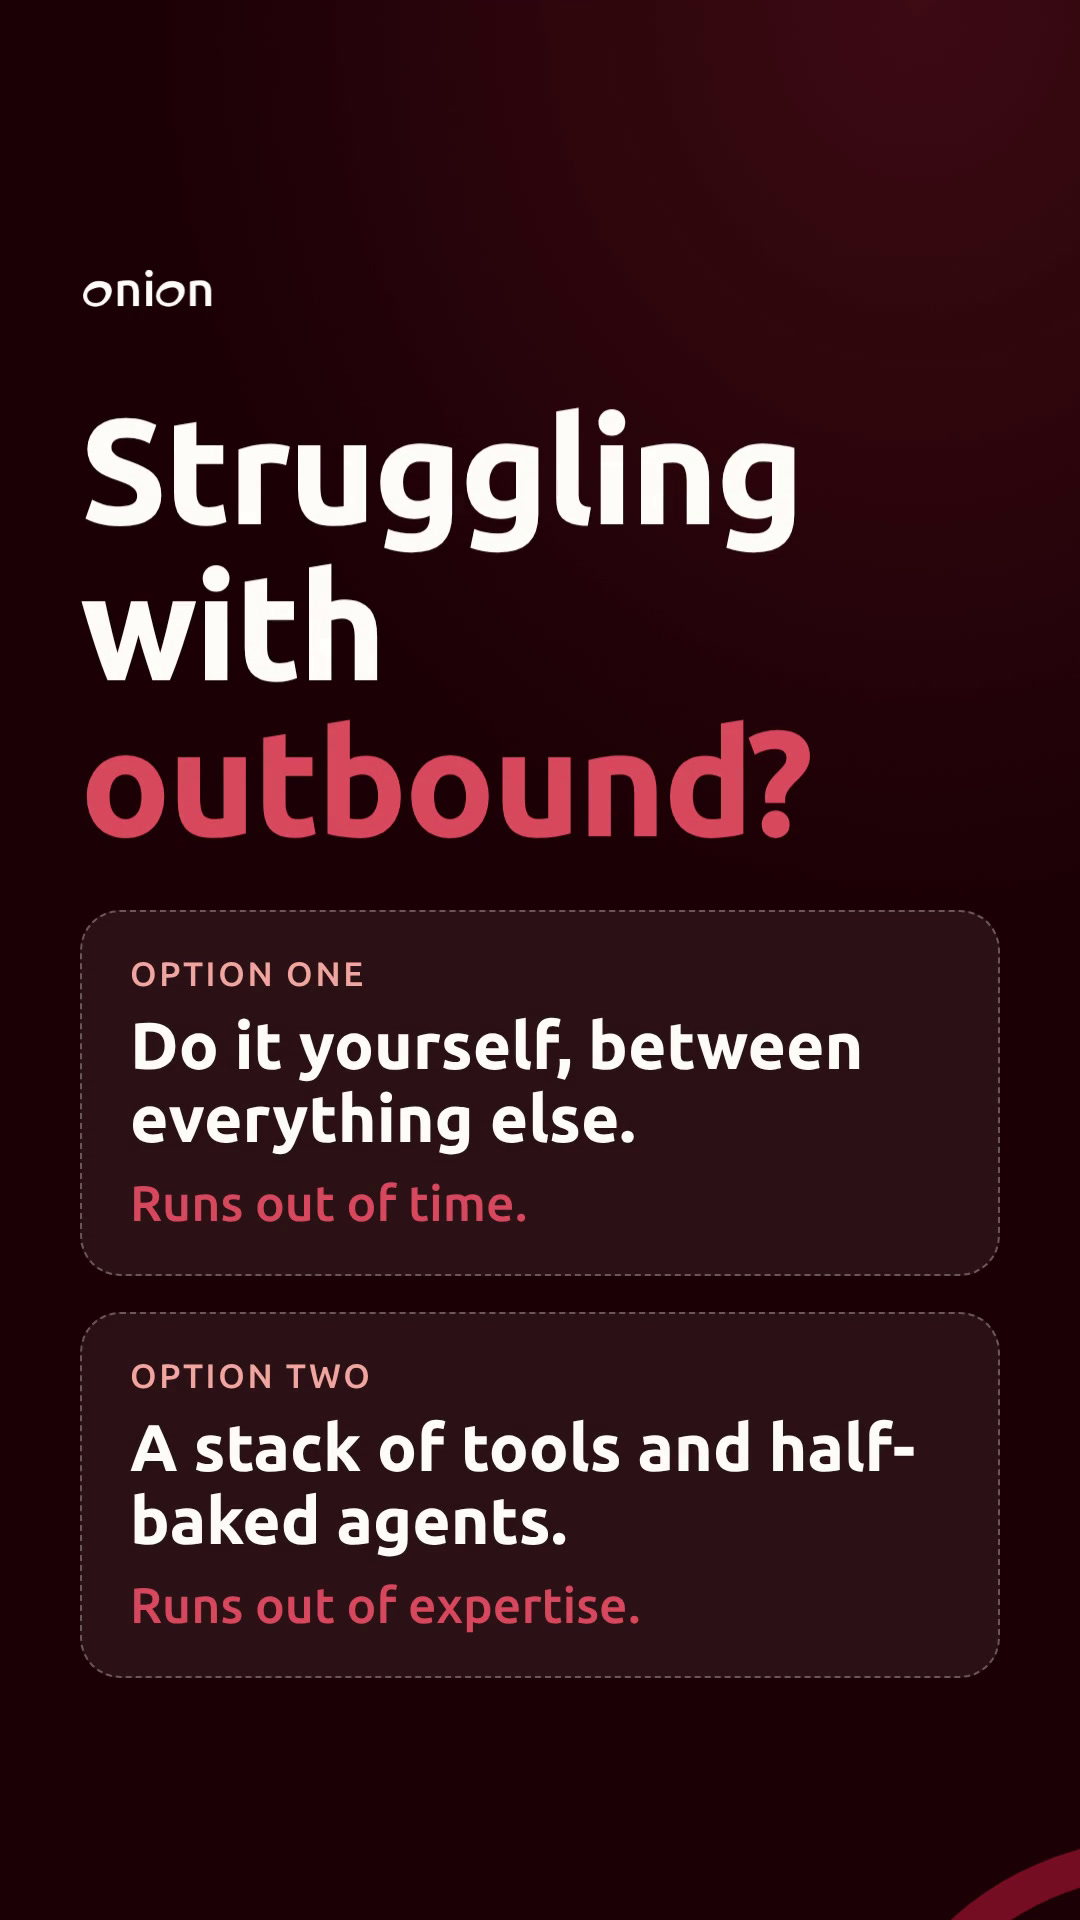 onion
Struggling
with
outbound?
OPTION ONE
Do it yourself, between
everything else.
Runs out of time.
OPTION TWO
A stack of tools and half-
baked agents.
Runs out of expertise.